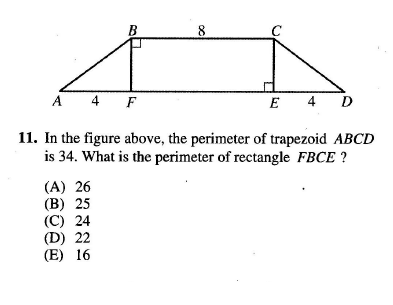 B 8 C
A 4 F E 4 D
11. In the figure above, the perimeter of trapezoid ABCD
is 34. What is the perimeter of rectangle FBCE ?
(A) 26
(B) 25
(C) 24
(D) 22
(E) 16